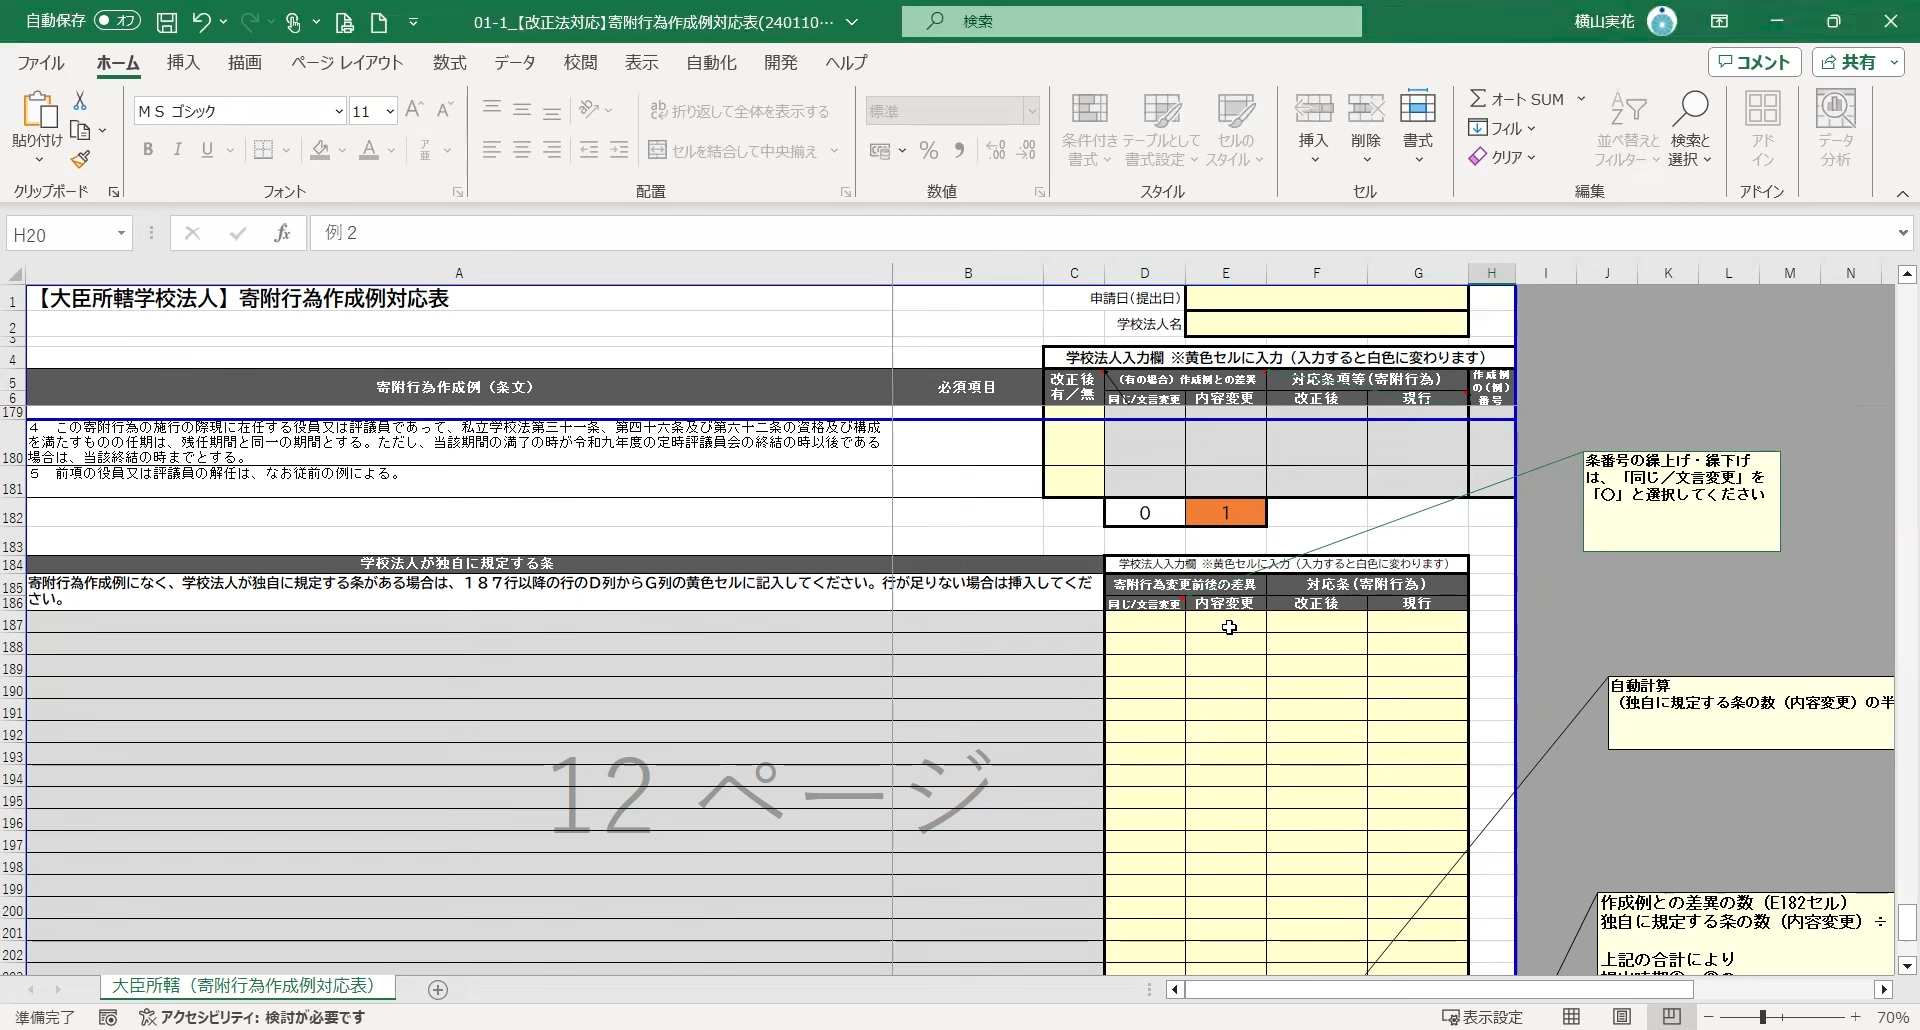 自動保存 オフ 01-1_【改正法対応】寄附行為作成例対応表(240110… 検索 横山実花
ファイル ホーム 挿入 描画 ページ レイアウト 数式 データ 校閲 表示 自動化 開発 ヘルプ コメント 共有
貼り付け ＭＳ ゴシック 11 折り返して全体を表示する 標準 条件付き書式 テーブルとして書式設定 セルのスタイル 挿入 削除 書式 オート SUM 並べ替えとフィルター 検索と選択 アドイン データ分析
B I U ア亜 セルを結合して中央揃え % フィル
クリア
クリップボード フォント 配置 数値 スタイル セル 編集 アドイン
H20 fx 例２
A B C D E F G H I J K L M N
1 【大臣所轄学校法人】寄附行為作成例対応表 申請日（提出日）
2 学校法人名
3
4 学校法人入力欄 ※黄色セルに入力（入力すると白色に変わります）
5 寄附行為作成例（条文） 必須項目 改正後 有／無 （有の場合）作成例との差異 対応条項等（寄附行為） 作成例の（例）番号
6 同じ/文言変更 内容変更 改正後 現行
179
４　この寄附行為の施行の際現に在任する役員又は評議員であって、私立学校法第三十一条、第四十六条及び第六十二条の資格及び構成
を満たすものの任期は、残任期間と同一の期間とする。ただし、当該期間の満了の時が令和九年度の定時評議員会の終結の時以後である
180 場合は、当該終結の時までとする。
181 ５　前項の役員又は評議員の解任は、なお従前の例による。
182 0 1
183
184 学校法人が独自に規定する条 学校法人入力欄 ※黄色セルに入力（入力すると白色に変わります）
185 寄附行為作成例になく、学校法人が独自に規定する条がある場合は、１８７行以降の行のＤ列からＧ列の黄色セルに記入してください。行が足りない場合は挿入してくだ 寄附行為変更前後の差異 対応条（寄附行為）
186 さい。 同じ/文言変更 内容変更 改正後 現行
187
188
189
190
191
192
193
194
195
196
197
198
199
200
201
202
12 ページ
条番号の繰上げ・繰下げ
は、「同じ／文言変更」を
「〇」と選択してください
自動計算
（独自に規定する条の数（内容変更）の半
作成例との差異の数（E182セル）
独自に規定する条の数（内容変更）÷
上記の合計により
大臣所轄（寄附行為作成例対応表）
準備完了 アクセシビリティ: 検討が必要です 表示設定 70%